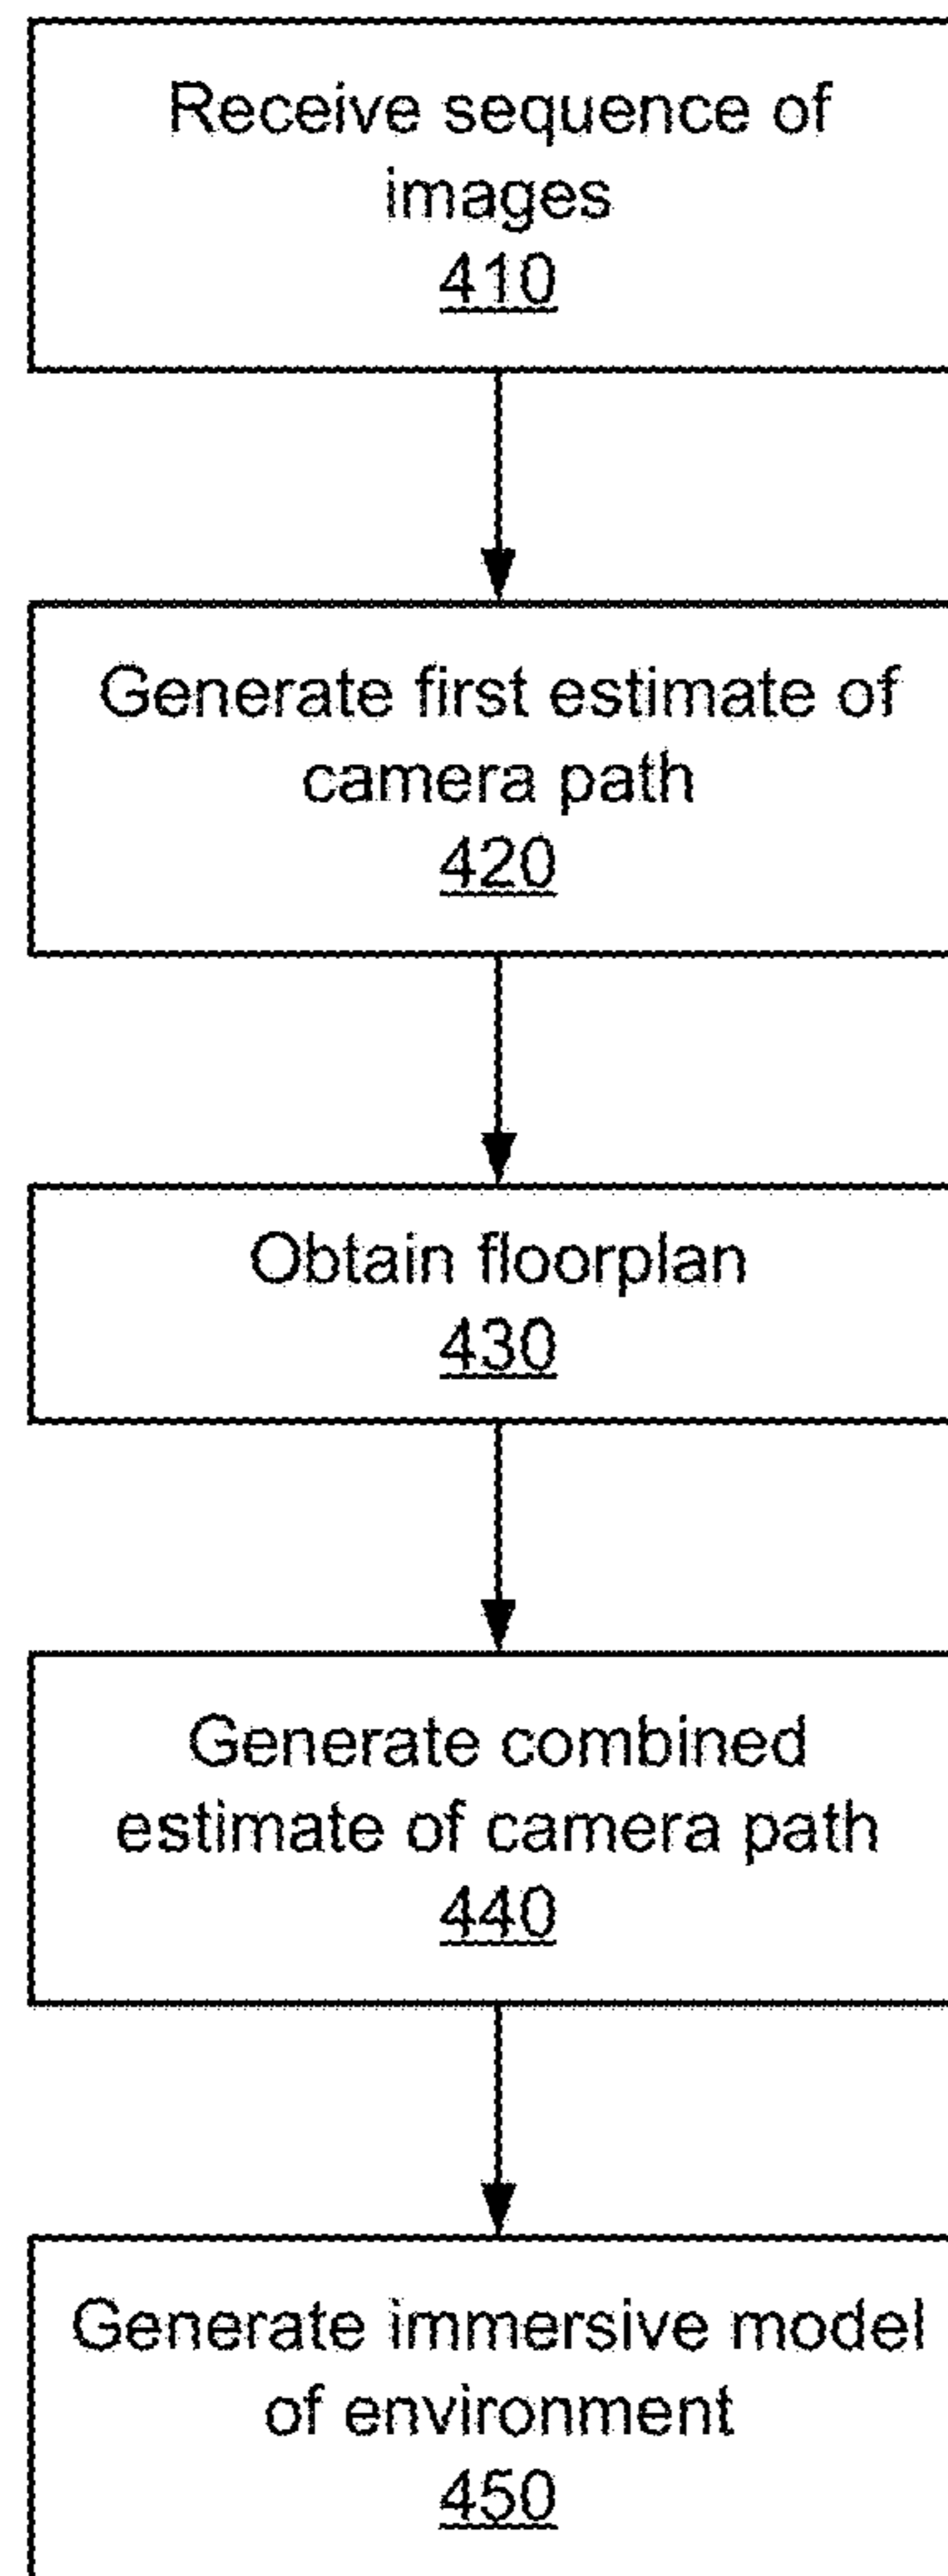 Receive sequence of
images
410
Generate first estimate of
camera path
420
Obtain floorplan
430
Generate combined
estimate of camera path
440
Generate immersive model
of environment
450